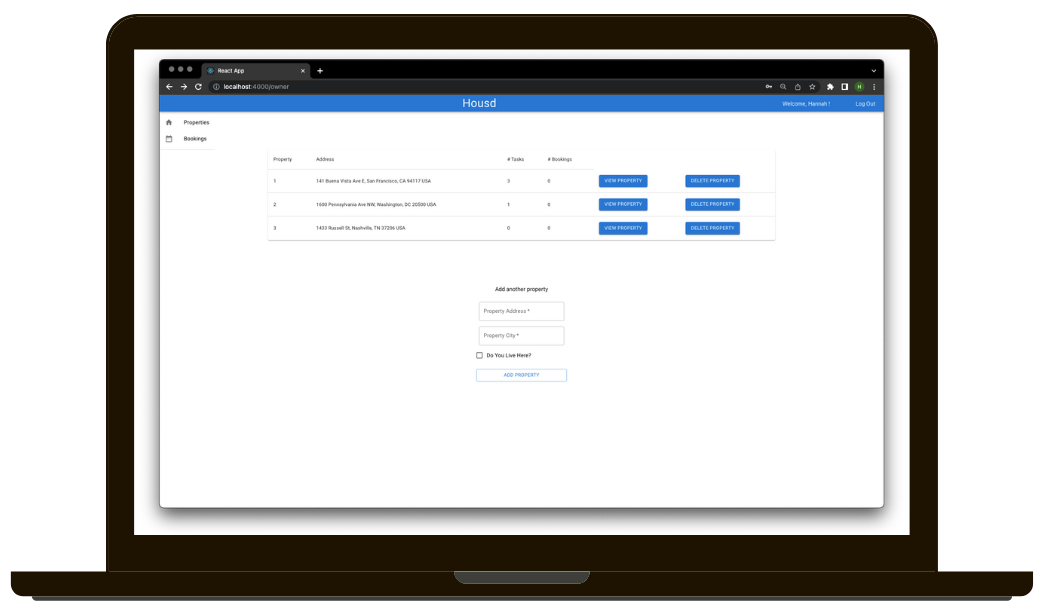 React App
localhost:4000/owner
H
Housd
Welcome, Hannah !
Log Out
Properties
Bookings
Property Address # Tasks # Bookings
1 141 Buena Vista Ave E, San Francisco, CA 94117 USA 3 0 VIEW PROPERTY DELETE PROPERTY
2 1600 Pennsylvania Ave NW, Washington, DC 20500 USA 1 0 VIEW PROPERTY DELETE PROPERTY
3 1403 Russell St, Nashville, TN 37206 USA 0 0 VIEW PROPERTY DELETE PROPERTY
Add another property
Property Address *
Property City *
Do You Live Here?
ADD PROPERTY